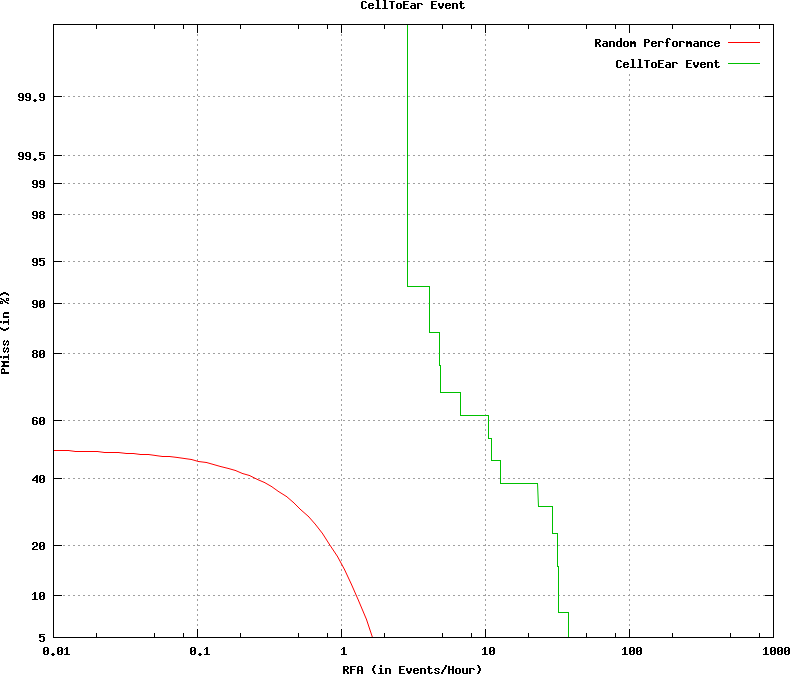 CellToEar Event
Random Performance
CellToEar Event
99.9
99.5
99
98
95
90
80
60
40
20
10
5
PMiss (in %)
0.01 0.1 1 10 100 1000
RFA (in Events/Hour)